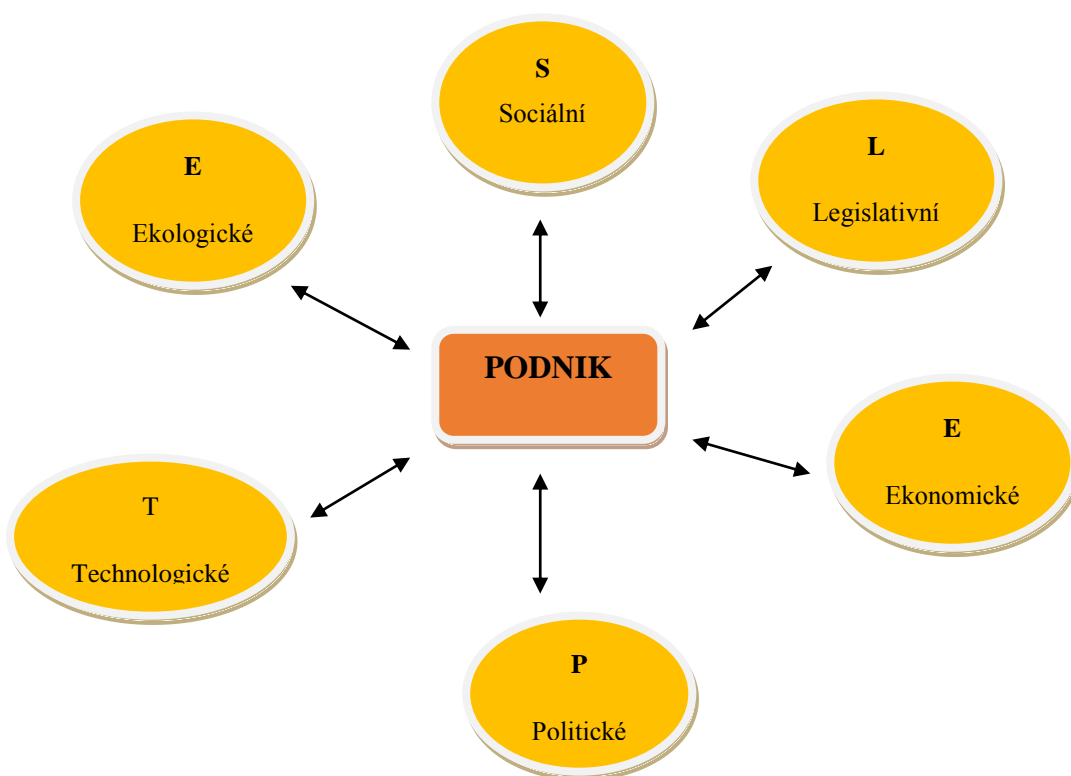 S
Sociální
L
Legislativní
E
Ekologické
PODNIK
E
Ekonomické
T
Technologické
P
Politické